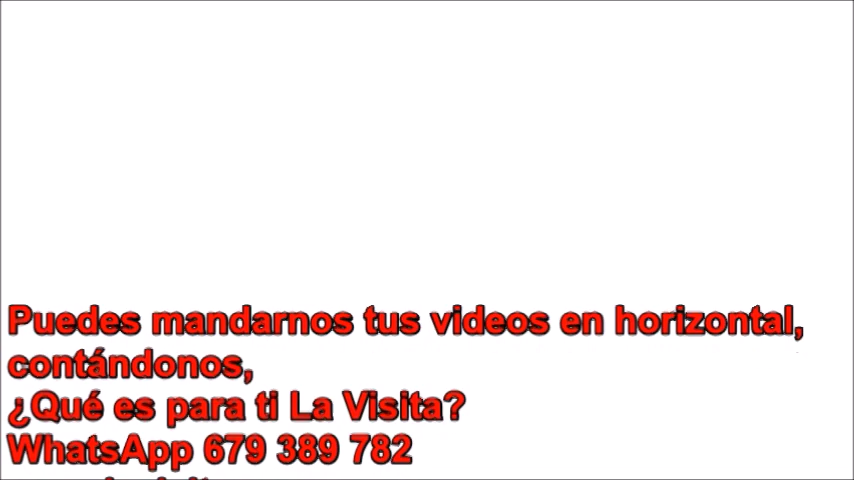 Puedes mandarnos tus videos en horizontal,
contándonos,
¿Qué es para ti La Visita?
WhatsApp 679 389 782